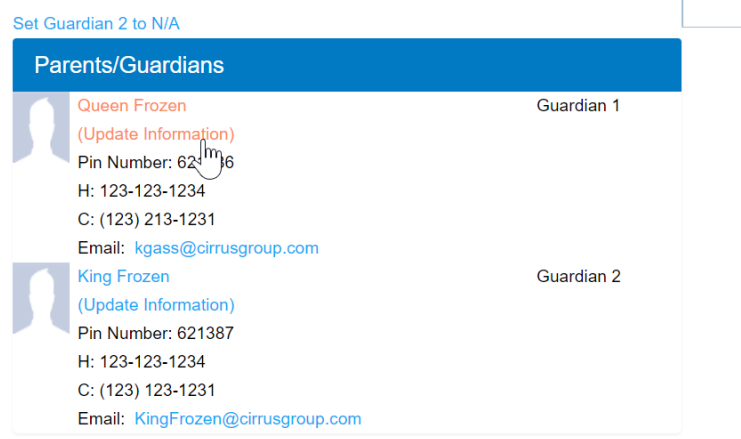 Set Guardian 2 to N/A
Parents/Guardians
Queen Frozen Guardian 1
(Update Information)
Pin Number:
H: 123-123-1234
C: (123) 213-1231
Email: kgass@cirrusgroup.com
King Frozen Guardian 2
(Update Information)
Pin Number: 621387
H: 123-123-1234
C: (123) 123-1231
Email: KingFrozen@cirrusgroup.com